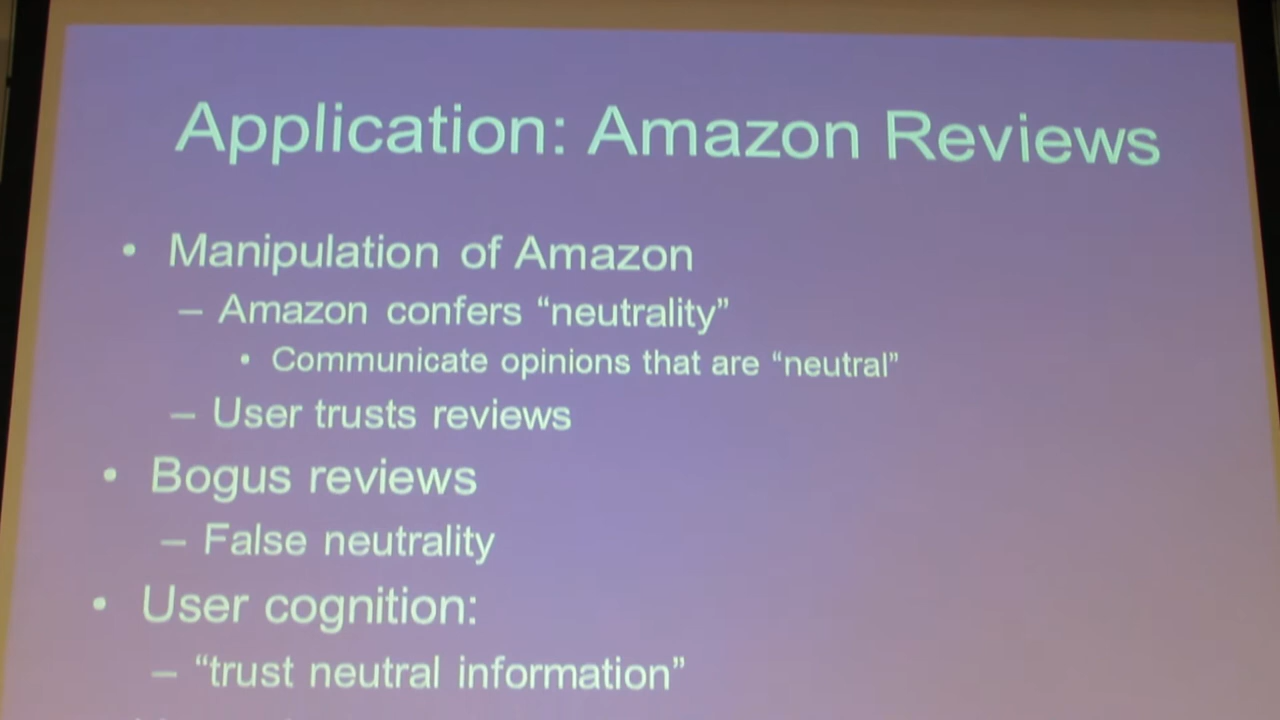 Application: Amazon Reviews
• Manipulation of Amazon
– Amazon confers “neutrality”
• Communicate opinions that are “neutral”
– User trusts reviews
• Bogus reviews
– False neutrality
• User cognition:
– “trust neutral information”